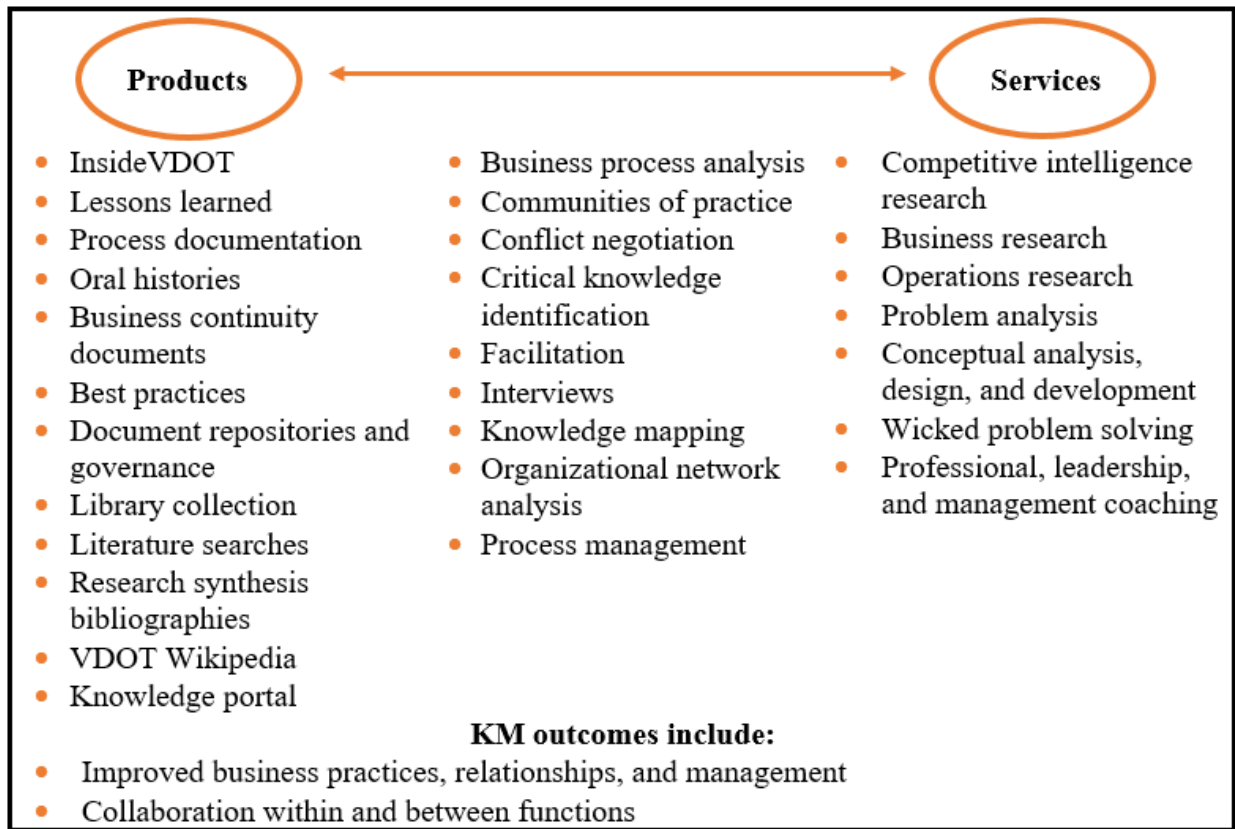 Products
Services
• InsideVDOT
• Lessons learned
• Process documentation
• Oral histories
• Business continuity
documents
• Best practices
• Document repositories and
governance
• Library collection
• Literature searches
• Research synthesis
bibliographies
• VDOT Wikipedia
• Knowledge portal
• Business process analysis
• Communities of practice
• Conflict negotiation
• Critical knowledge
identification
• Facilitation
• Interviews
• Knowledge mapping
• Organizational network
analysis
• Process management
• Competitive intelligence
research
• Business research
• Operations research
• Problem analysis
• Conceptual analysis,
design, and development
• Wicked problem solving
• Professional, leadership,
and management coaching
KM outcomes include:
• Improved business practices, relationships, and management
• Collaboration within and between functions